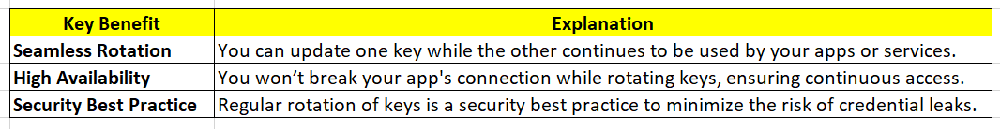 Key Benefit Explanation
Seamless Rotation You can update one key while the other continues to be used by your apps or services.
High Availability You won’t break your app's connection while rotating keys, ensuring continuous access.
Security Best Practice Regular rotation of keys is a security best practice to minimize the risk of credential leaks.